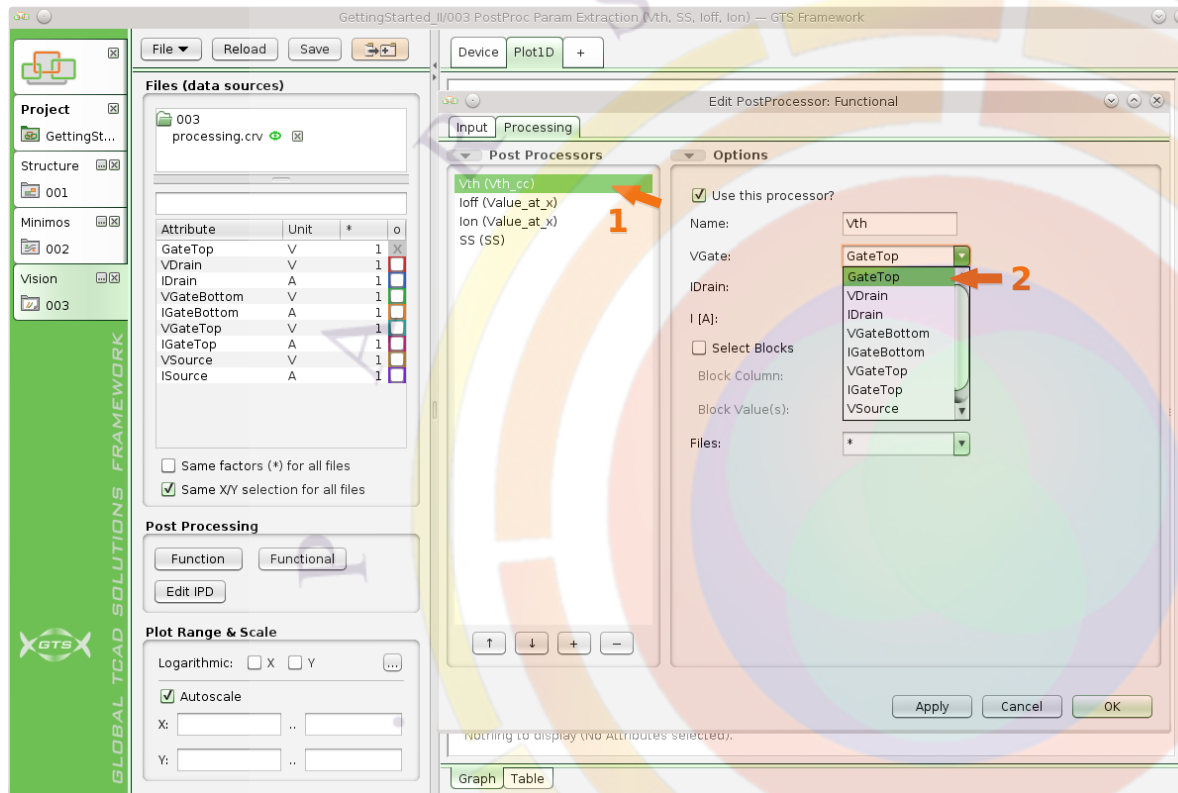 GettingStarted_II/003 PostProc Param Extraction (Vth, SS, Ioff, Ion) — GTS Framework
Project
GettingSt...
Structure
001
Minimos
002
Vision
003
GLOBAL TCAD SOLUTIONS FRAMEWORK
GTS
File
Reload
Save
Files (data sources)
003
processing.crv
Attribute Unit * o
GateTop V 1 X
VDrain V 1
IDrain A 1
VGateBottom V 1
IGateBottom A 1
VGateTop V 1
IGateTop A 1
VSource V 1
ISource A 1
Same factors (*) for all files
Same X/Y selection for all files
Post Processing
Function
Functional
Edit IPD
Plot Range & Scale
Logarithmic: X Y ...
Autoscale
X: ..
Y: ..
Device
Plot1D
+
Edit PostProcessor: Functional
Input
Processing
Post Processors
Vth (Vth_cc)
Ioff (Value_at_x)
Ion (Value_at_x)
SS (SS)
1
↑ ↓ + −
Options
Use this processor?
Name: Vth
VGate: GateTop
IDrain:
I [A]:
Select Blocks
Block Column:
Block Value(s):
Files: *
GateTop
VDrain
IDrain
VGateBottom
IGateBottom
VGateTop
IGateTop
VSource
2
Apply
Cancel
OK
Nothing to display (No Attributes selected).
Graph
Table
P A R S